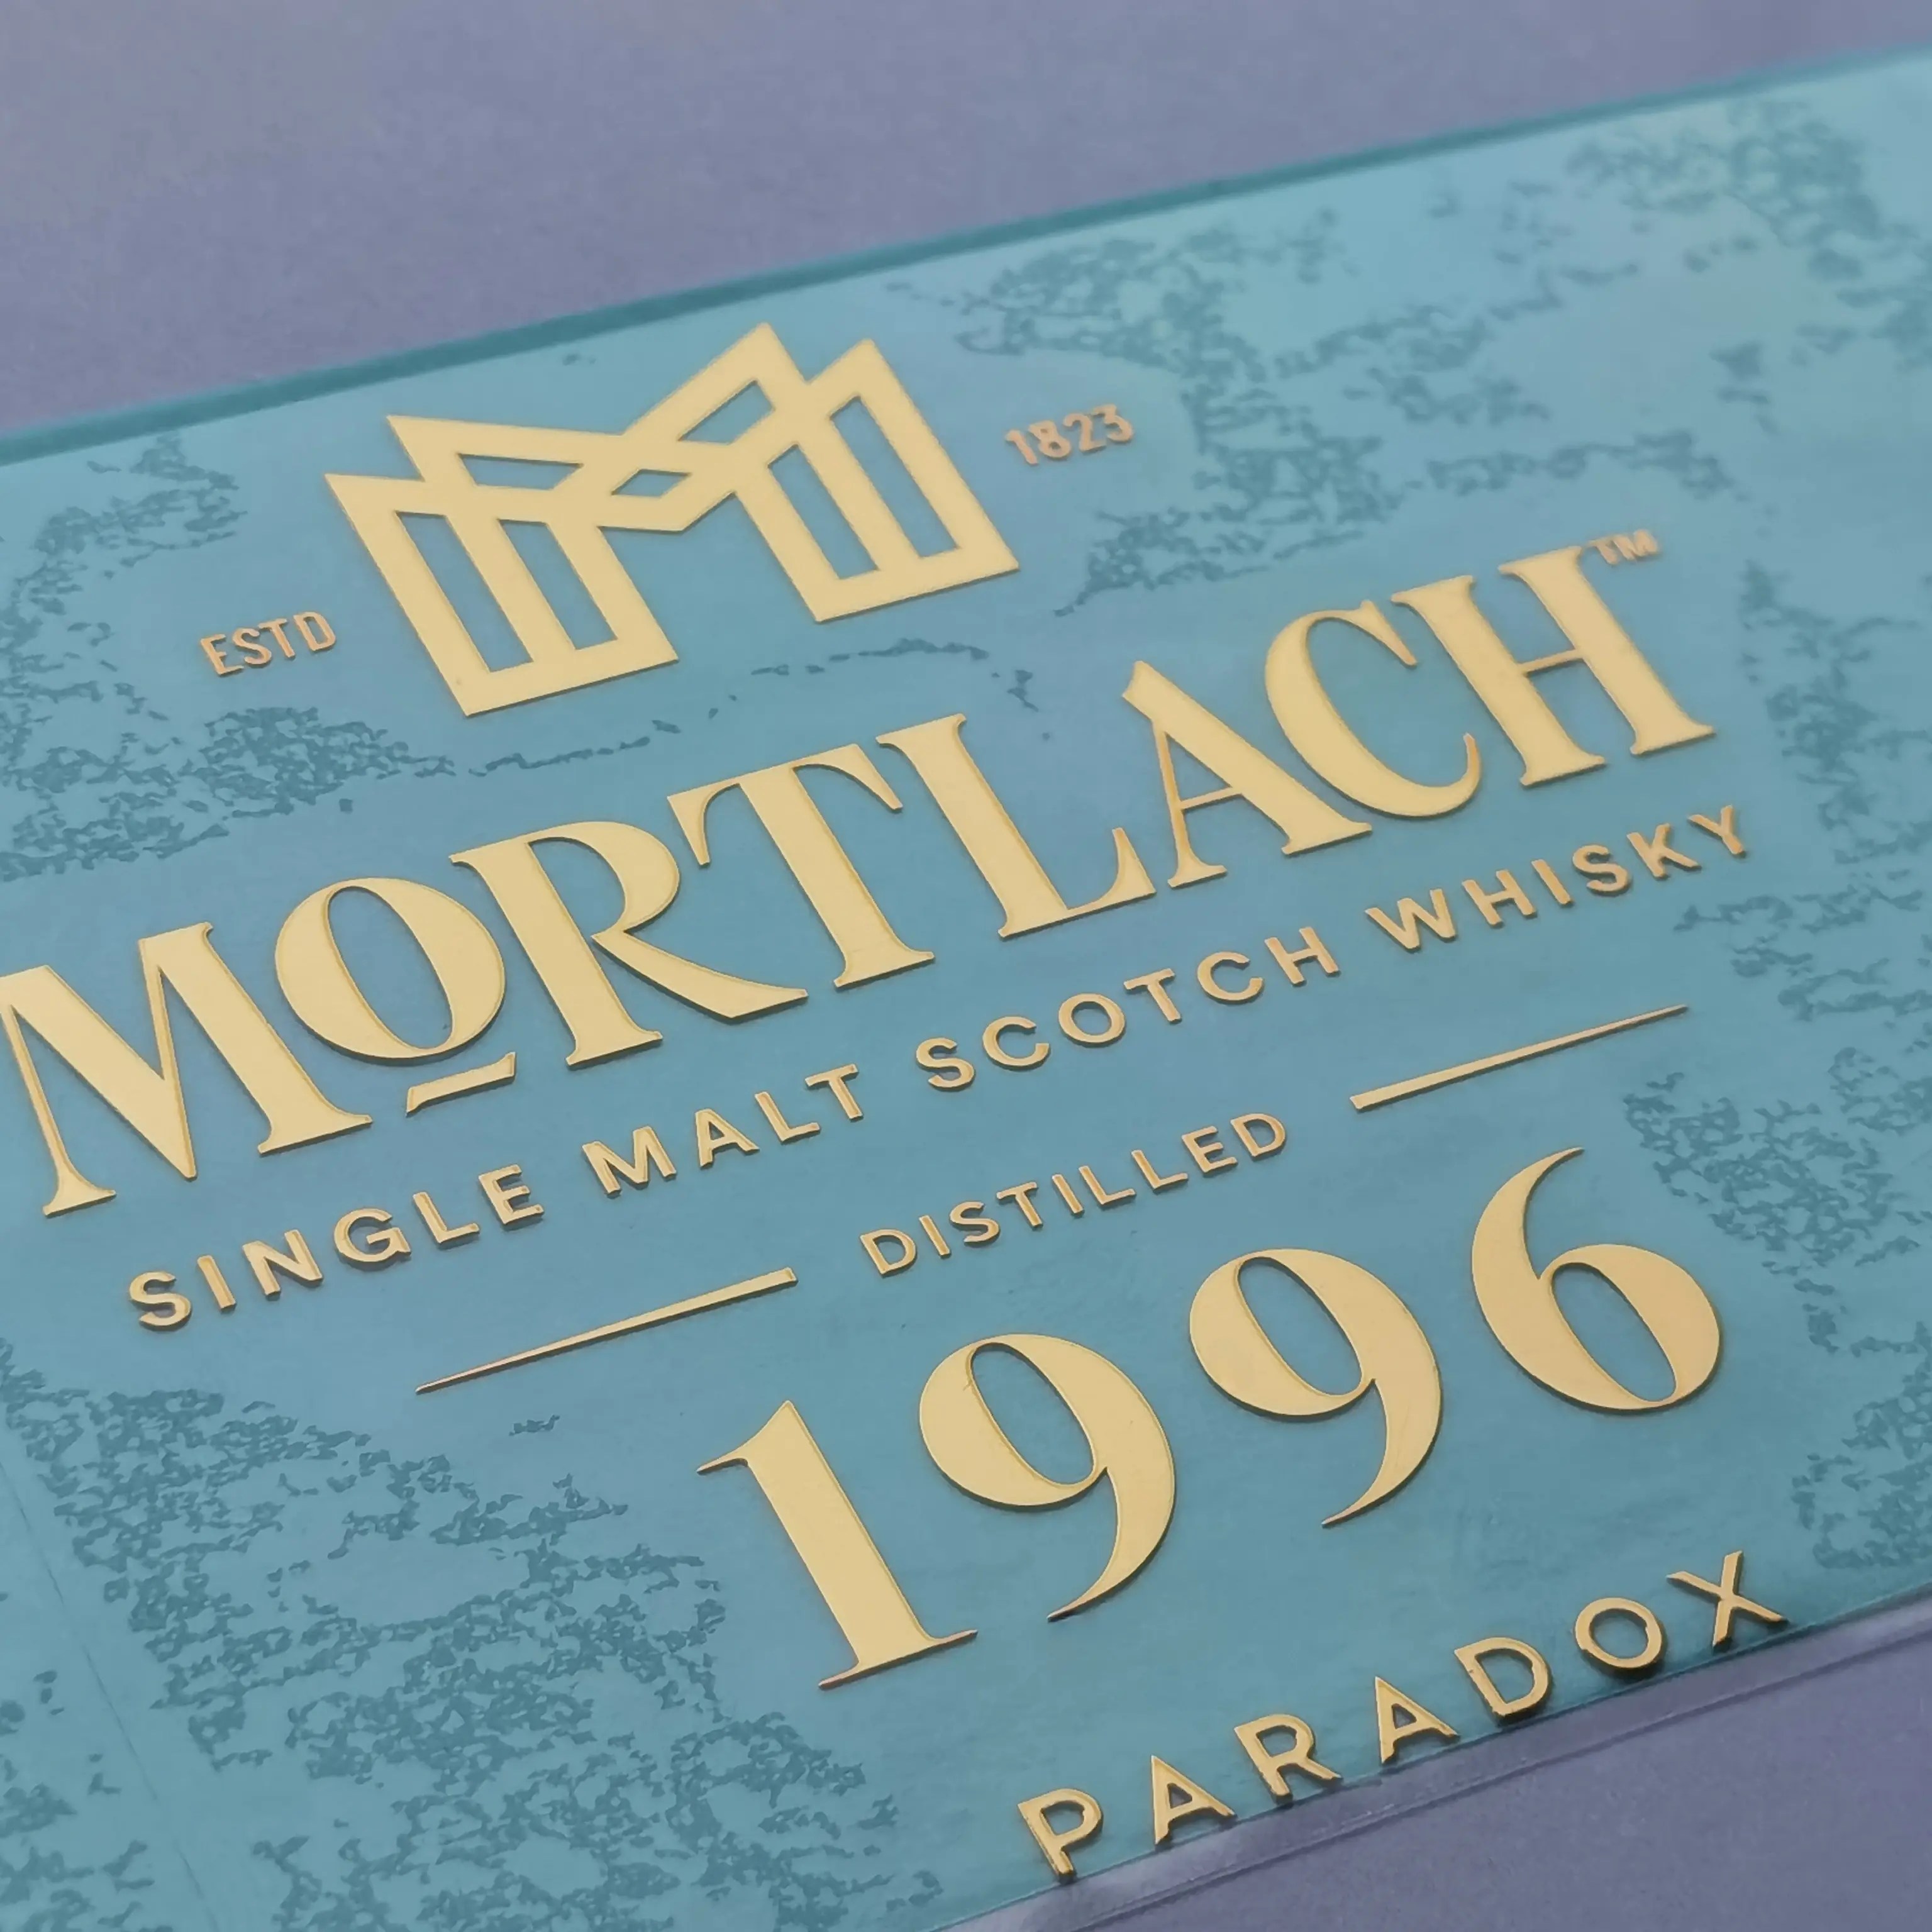 ESTD 1823
MORTLACH™
SINGLE MALT SCOTCH WHISKY
DISTILLED
1996
PARADOX